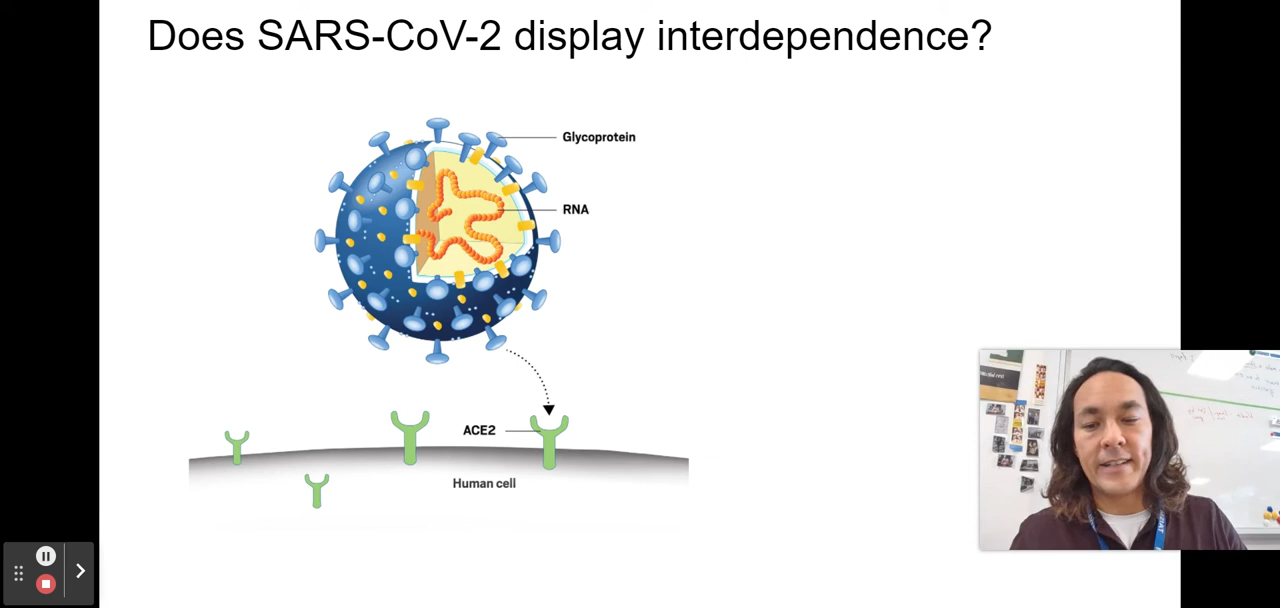 Does SARS-CoV-2 display interdependence?
Glycoprotein
RNA
ACE2
Human cell